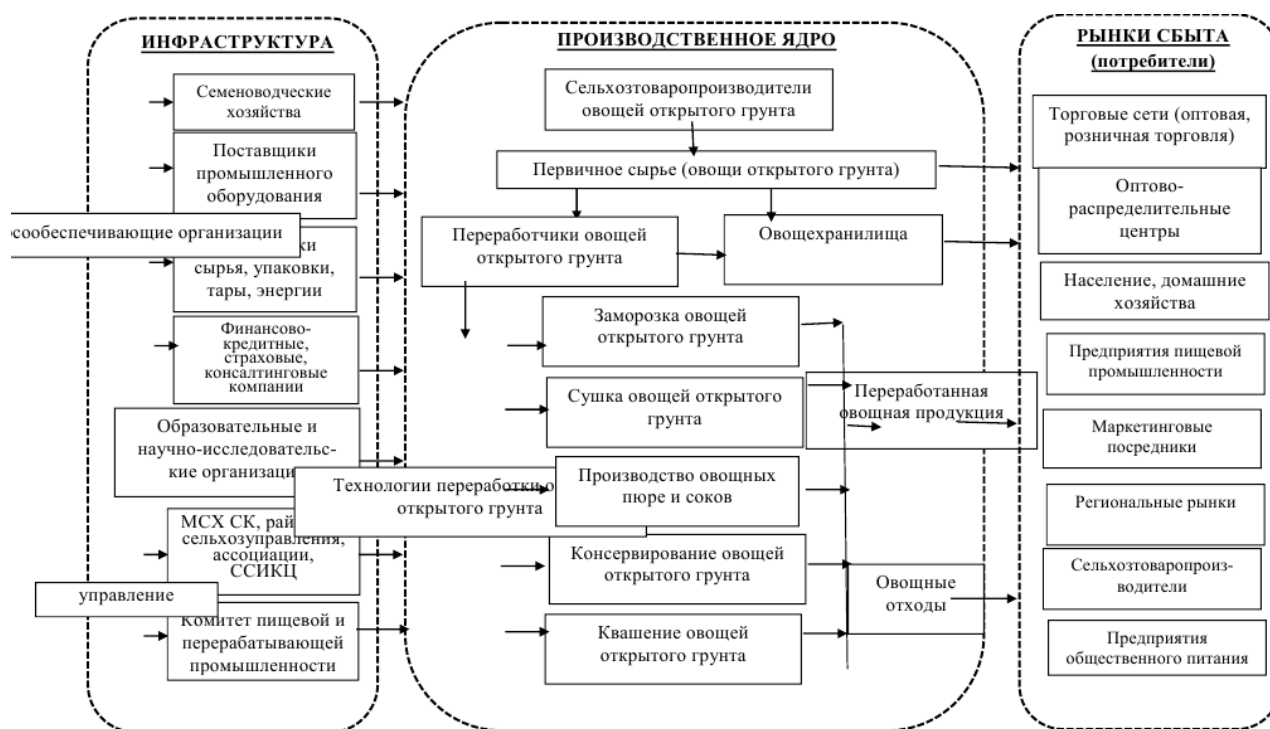 ИНФРАСТРУКТУРА
Семеноводческие
хозяйства
Поставщики
промышленного
оборудования
сообеспечивающие организации
сырья, упаковки,
тары, энергии
Финансово-
кредитные,
страховые,
консалтинговые
компании
Образовательные и
научно-исследовательс-
кие организац
МСХ СК, рай
сельхозуправления,
ассоциации,
ССИКЦ
управление
Комитет пищевой и
перерабатывающей
промышленности
ПРОИЗВОДСТВЕННОЕ ЯДРО
Сельхозтоваропроизводители
овощей открытого грунта
Первичное сырье (овощи открытого грунта)
Переработчики овощей
открытого грунта
Овощехранилища
Технологии переработки о
открытого грунта
Заморозка овощей
открытого грунта
Сушка овощей открытого
грунта
Производство овощных
пюре и соков
Консервирование овощей
открытого грунта
Квашение овощей
открытого грунта
Переработанная
овощная продукция
Овощные
отходы
РЫНКИ СБЫТА
(потребители)
Торговые сети (оптовая,
розничная торговля)
Оптово-
распределительные
центры
Население, домашние
хозяйства
Предприятия пищевой
промышленности
Маркетинговые
посредники
Региональные рынки
Сельхозтоваропроиз-
водители
Предприятия
общественного питания